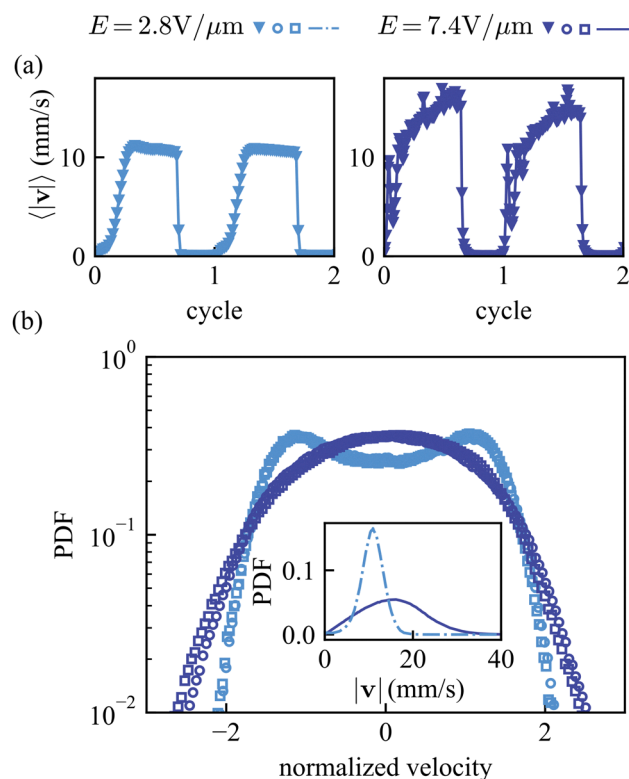 E = 2.8V/μm E = 7.4V/μm
(a)
⟨|v|⟩ (mm/s)
10
0
0 1 2
cycle
10
0
0 1 2
cycle
(b)
PDF
10⁰
10⁻¹
10⁻²
−2 0 2
normalized velocity
PDF
0.1
0.0
0 20 40
|v| (mm/s)